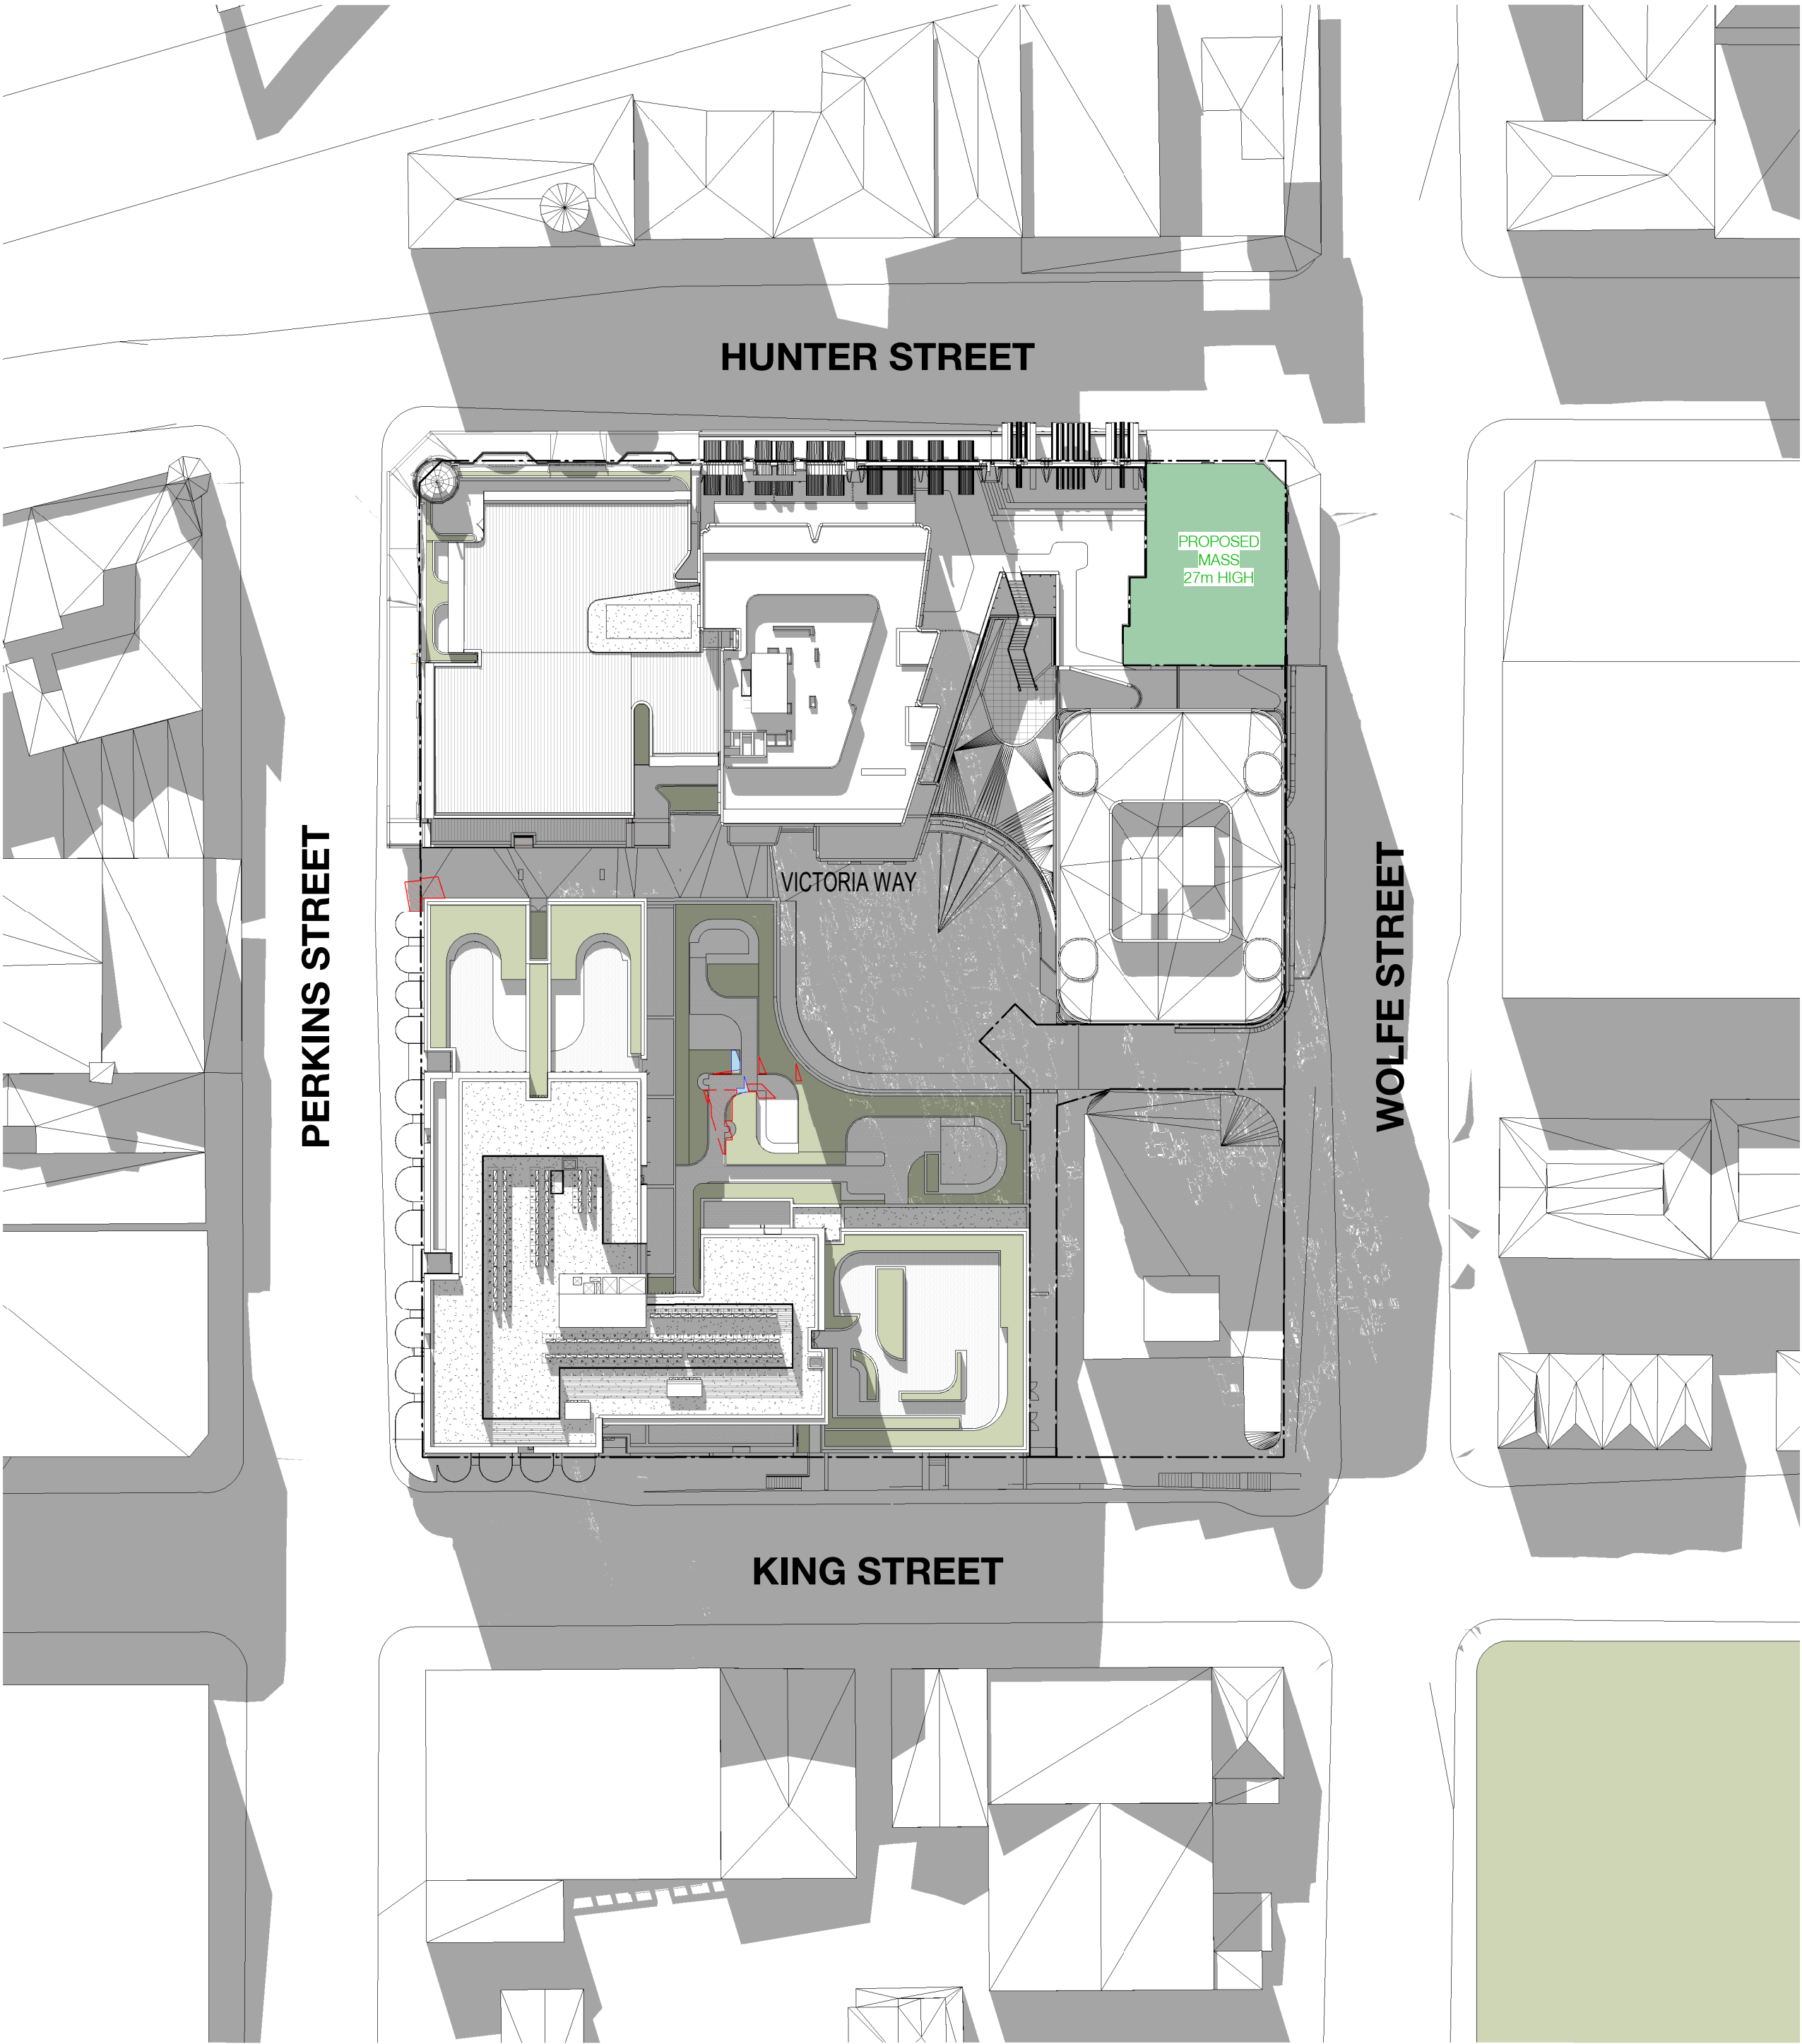 HUNTER STREET
PROPOSED
MASS
27m HIGH
PERKINS STREET
VICTORIA WAY
WOLFE STREET
KING STREET